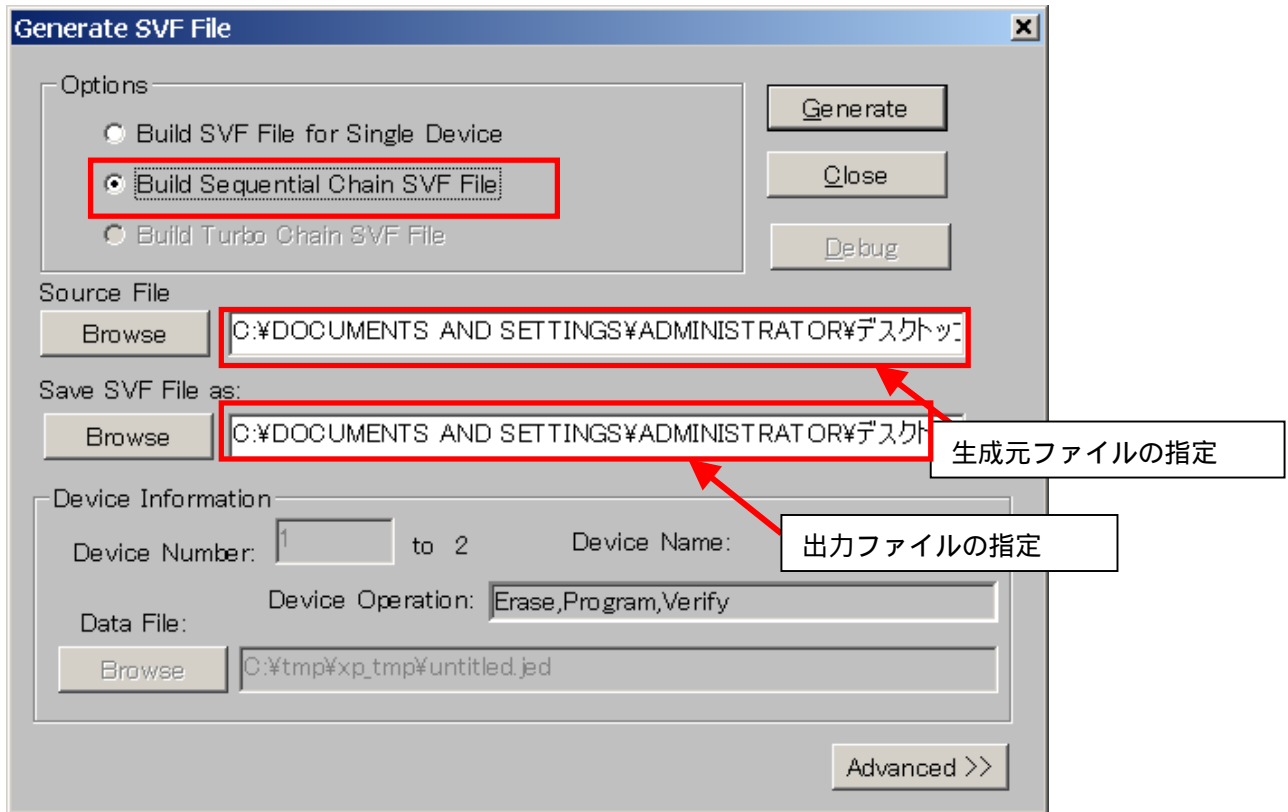 Generate SVF File
Options
Build SVF File for Single Device
Generate
Build Sequential Chain SVF File
Close
Build Turbo Chain SVF File
Debug
Source File
Browse
C:¥DOCUMENTS AND SETTINGS¥ADMINISTRATOR¥デスクトッ
Save SVF File as:
Browse
C:¥DOCUMENTS AND SETTINGS¥ADMINISTRATOR¥デスクト
生成元ファイルの指定
Device Information
Device Number:
1
to 2
Device Name:
出力ファイルの指定
Device Operation:
Erase,Program,Verify
Data File:
Browse
C:¥tmp¥xp_tmp¥untitled.jed
Advanced >>